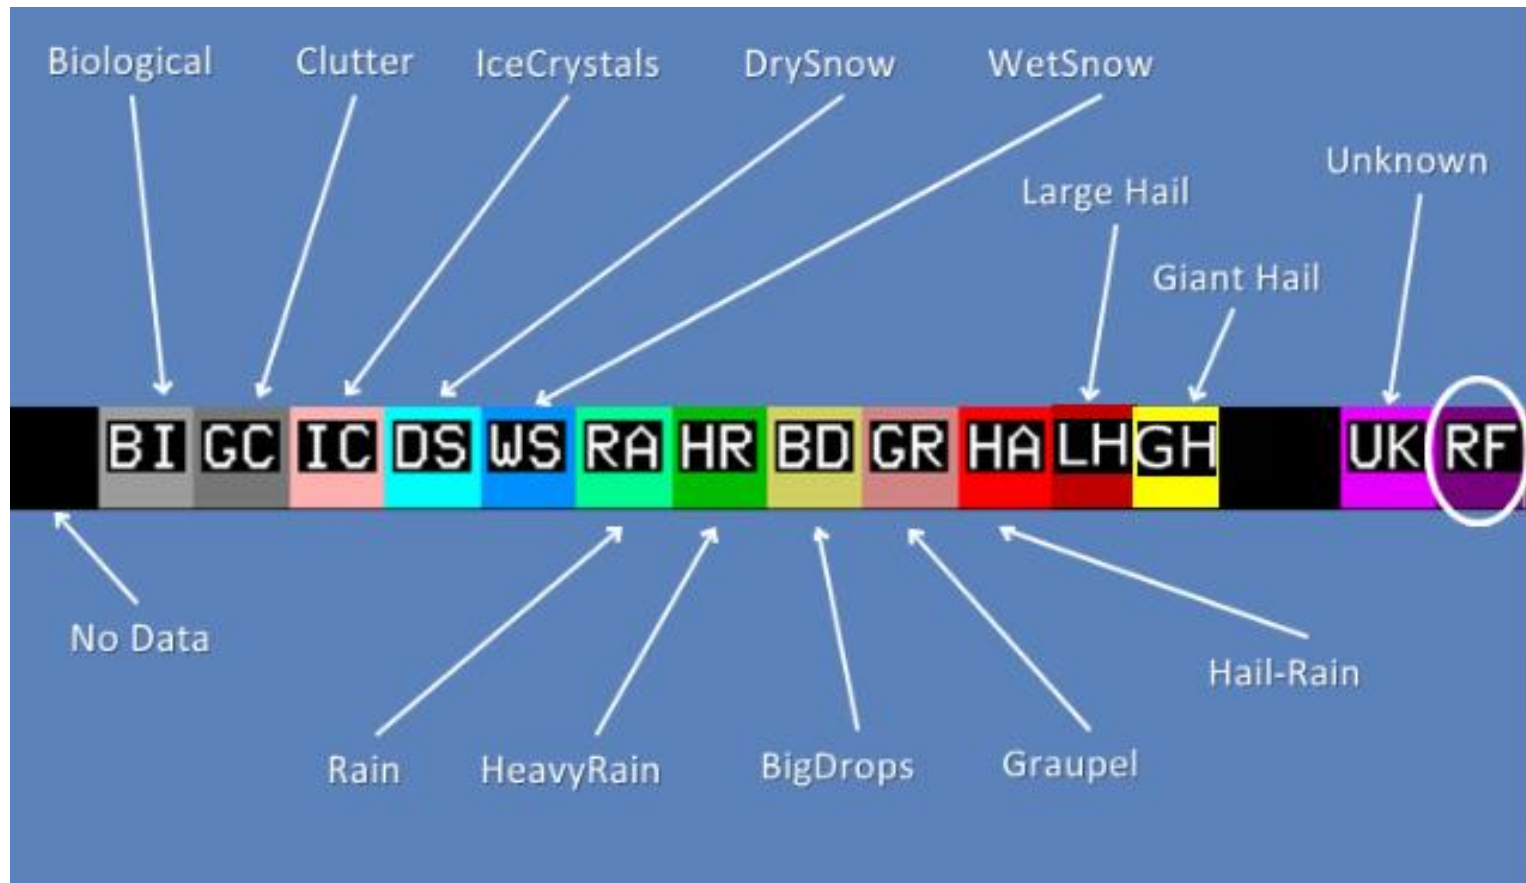 Biological Clutter IceCrystals DrySnow WetSnow
Unknown
Large Hail
Giant Hail
BI GC IC DS WS RA HR BD GR HA LH GH UK RF
No Data
Hail-Rain
Rain HeavyRain BigDrops Graupel